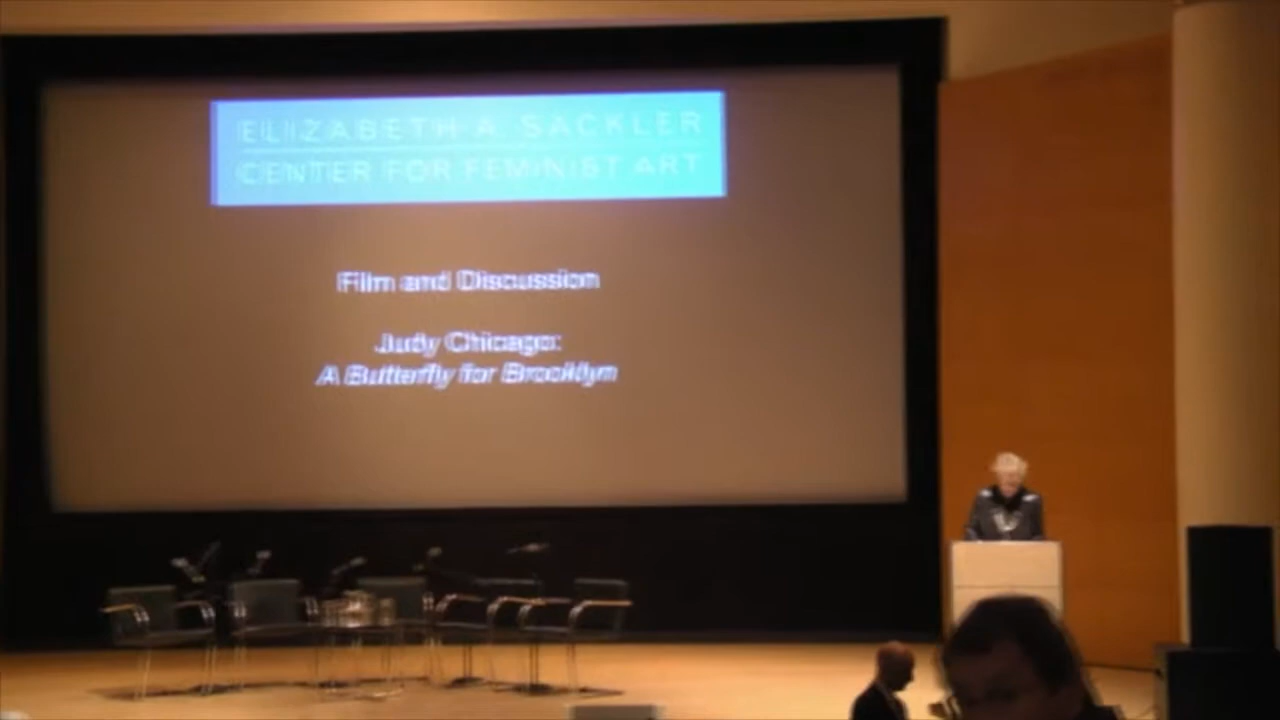 ELIZABETH A. SACKLER
CENTER FOR FEMINIST ART
Film and Discussion
Judy Chicago:
A Butterfly for Brooklyn